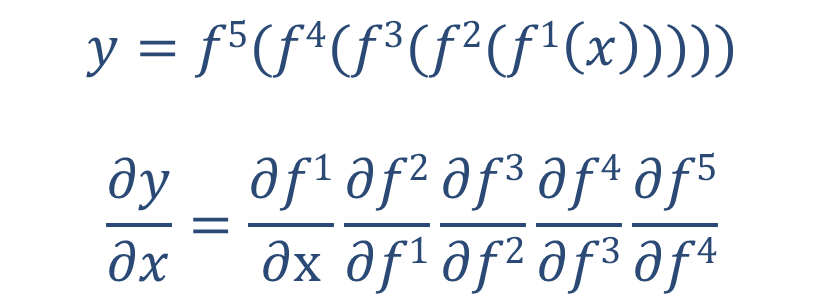 y = f⁵(f⁴(f³(f²(f¹(x)))))
∂y/∂x = ∂f¹/∂x ∂f²/∂f¹ ∂f³/∂f² ∂f⁴/∂f³ ∂f⁵/∂f⁴